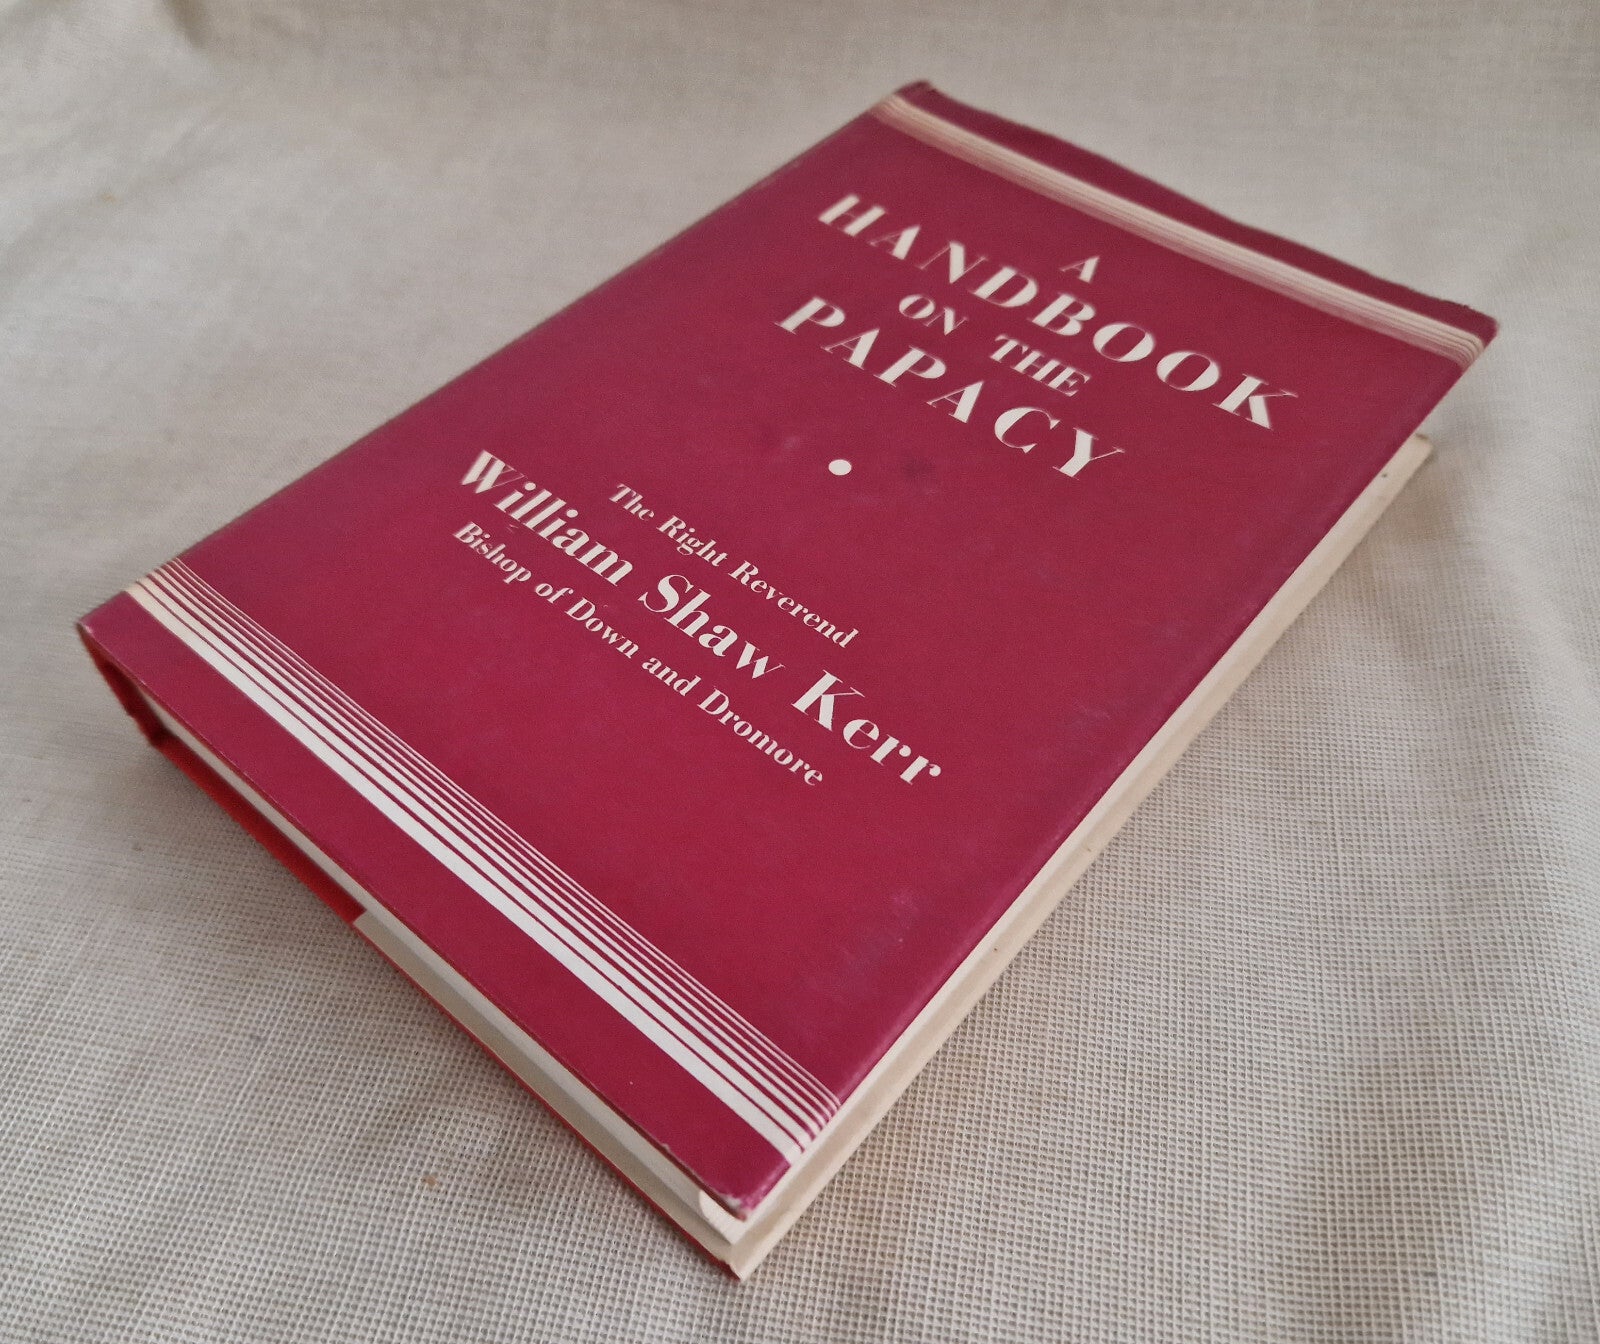 A
HANDBOOK
ON THE
PAPACY
The Right Reverend
William Shaw Kerr
Bishop of Down and Dromore